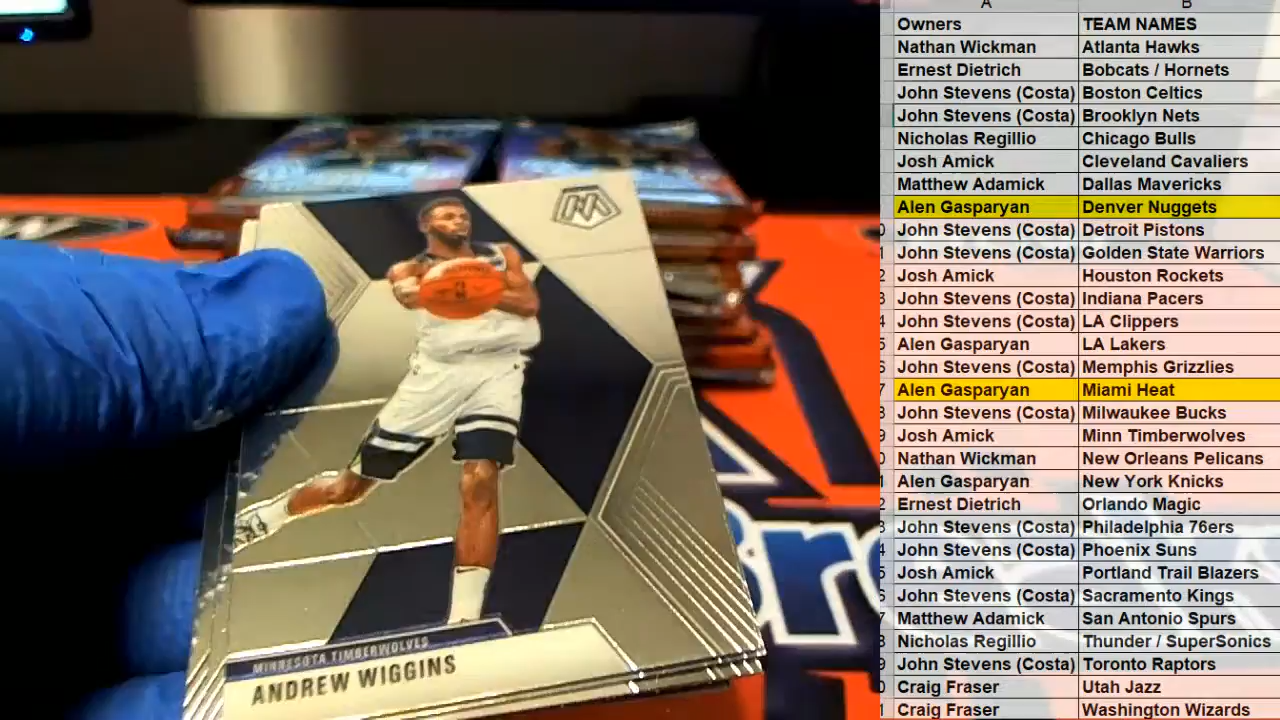 MINNESOTA TIMBERWOLVES
ANDREW WIGGINS
A B
Owners TEAM NAMES
Nathan Wickman Atlanta Hawks
Ernest Dietrich Bobcats / Hornets
John Stevens (Costa) Boston Celtics
John Stevens (Costa) Brooklyn Nets
Nicholas Regillio Chicago Bulls
Josh Amick Cleveland Cavaliers
Matthew Adamick Dallas Mavericks
Alen Gasparyan Denver Nuggets
John Stevens (Costa) Detroit Pistons
John Stevens (Costa) Golden State Warriors
Josh Amick Houston Rockets
John Stevens (Costa) Indiana Pacers
John Stevens (Costa) LA Clippers
Alen Gasparyan LA Lakers
John Stevens (Costa) Memphis Grizzlies
Alen Gasparyan Miami Heat
John Stevens (Costa) Milwaukee Bucks
Josh Amick Minn Timberwolves
Nathan Wickman New Orleans Pelicans
Alen Gasparyan New York Knicks
Ernest Dietrich Orlando Magic
John Stevens (Costa) Philadelphia 76ers
John Stevens (Costa) Phoenix Suns
Josh Amick Portland Trail Blazers
John Stevens (Costa) Sacramento Kings
Matthew Adamick San Antonio Spurs
Nicholas Regillio Thunder / SuperSonics
John Stevens (Costa) Toronto Raptors
Craig Fraser Utah Jazz
Craig Fraser Washington Wizards